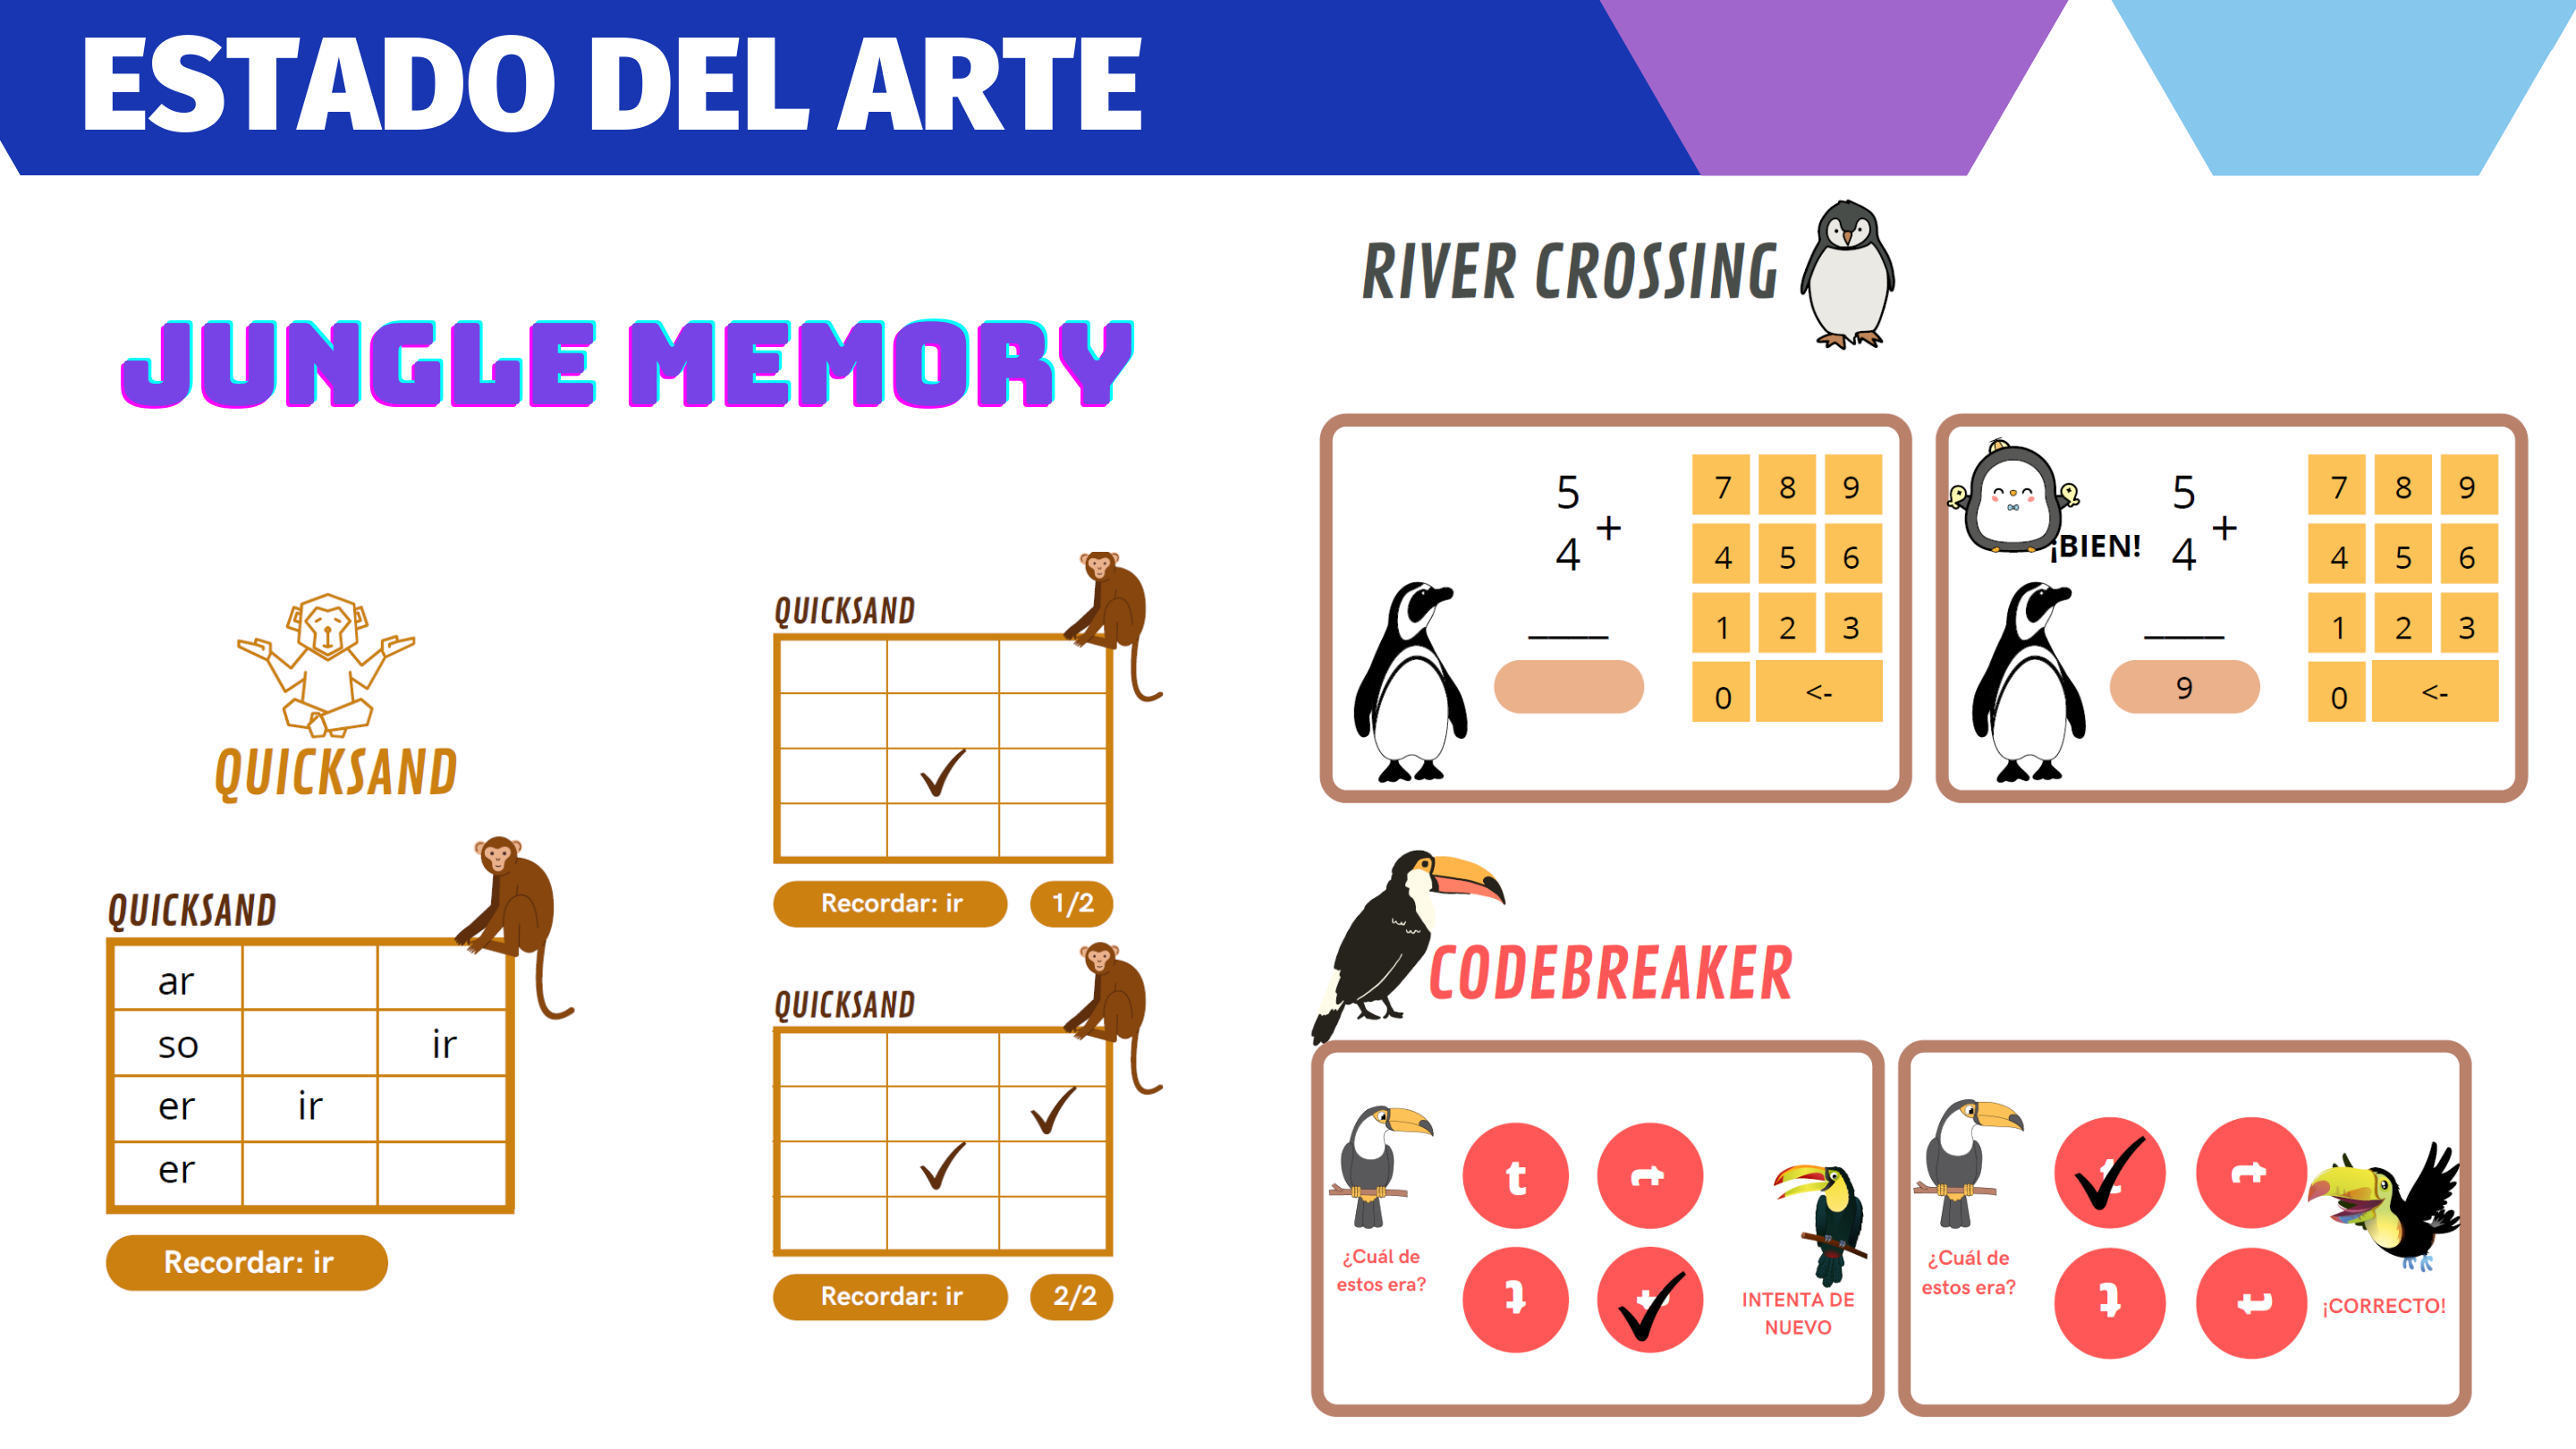 ESTADO DEL ARTE
JUNGLE MEMORY
QUICKSAND
QUICKSAND
ar
so ir
er ir
er
Recordar: ir
QUICKSAND
Recordar: ir 1/2
QUICKSAND
Recordar: ir 2/2
RIVER CROSSING
5
+
4
____
7 8 9
4 5 6
1 2 3
0 <-
¡BIEN!
5
+
4
____
9
7 8 9
4 5 6
1 2 3
0 <-
CODEBREAKER
¿Cuál de
estos era?
t t
t t
INTENTA DE
NUEVO
¿Cuál de
estos era?
t t
t t
¡CORRECTO!